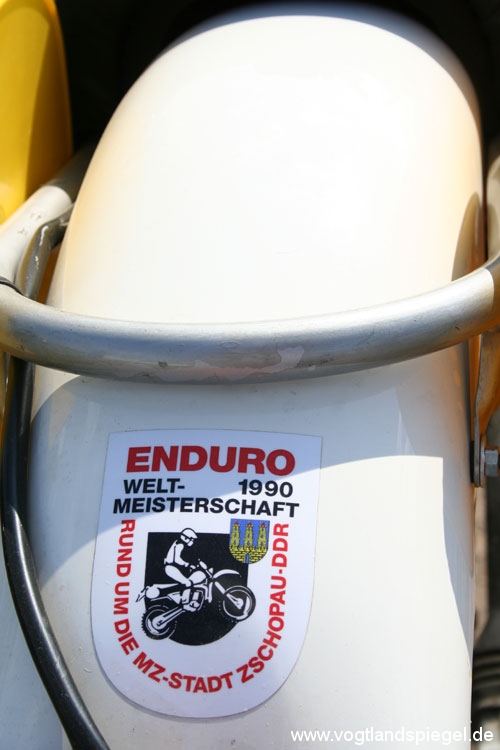 ENDURO
WELT- 1990
MEISTERSCHAFT
RUND UM DIE MZ-STADT ZSCHOPAU-DDR
www.vogtlandspiegel.de